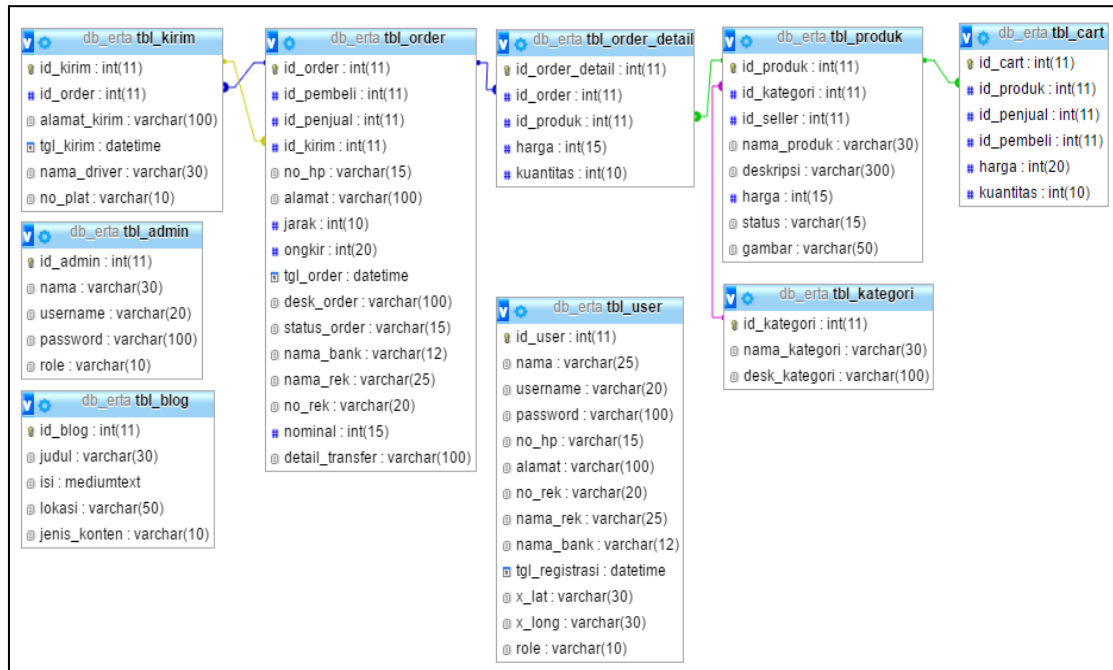 db_erta tbl_kirim
id_kirim : int(11)
id_order : int(11)
alamat_kirim : varchar(100)
tgl_kirim : datetime
nama_driver : varchar(30)
no_plat : varchar(10)
db_erta tbl_admin
id_admin : int(11)
nama : varchar(30)
username : varchar(20)
password : varchar(100)
role : varchar(10)
db_erta tbl_blog
id_blog : int(11)
judul : varchar(30)
isi : mediumtext
lokasi : varchar(50)
jenis_konten : varchar(10)
db_erta tbl_order
id_order : int(11)
id_pembeli : int(11)
id_penjual : int(11)
id_kirim : int(11)
no_hp : varchar(15)
alamat : varchar(100)
jarak : int(10)
ongkir : int(20)
tgl_order : datetime
desk_order : varchar(100)
status_order : varchar(15)
nama_bank : varchar(12)
nama_rek : varchar(25)
no_rek : varchar(20)
nominal : int(15)
detail_transfer : varchar(100)
db_erta tbl_order_detail
id_order_detail : int(11)
id_order : int(11)
id_produk : int(11)
harga : int(15)
kuantitas : int(10)
db_erta tbl_user
id_user : int(11)
nama : varchar(25)
username : varchar(20)
password : varchar(100)
no_hp : varchar(15)
alamat : varchar(100)
no_rek : varchar(20)
nama_rek : varchar(25)
nama_bank : varchar(12)
tgl_registrasi : datetime
x_lat : varchar(30)
x_long : varchar(30)
role : varchar(10)
db_erta tbl_produk
id_produk : int(11)
id_kategori : int(11)
id_seller : int(11)
nama_produk : varchar(30)
deskripsi : varchar(300)
harga : int(15)
status : varchar(15)
gambar : varchar(50)
db_erta tbl_kategori
id_kategori : int(11)
nama_kategori : varchar(30)
desk_kategori : varchar(100)
db_erta tbl_cart
id_cart : int(11)
id_produk : int(11)
id_penjual : int(11)
id_pembeli : int(11)
harga : int(20)
kuantitas : int(10)